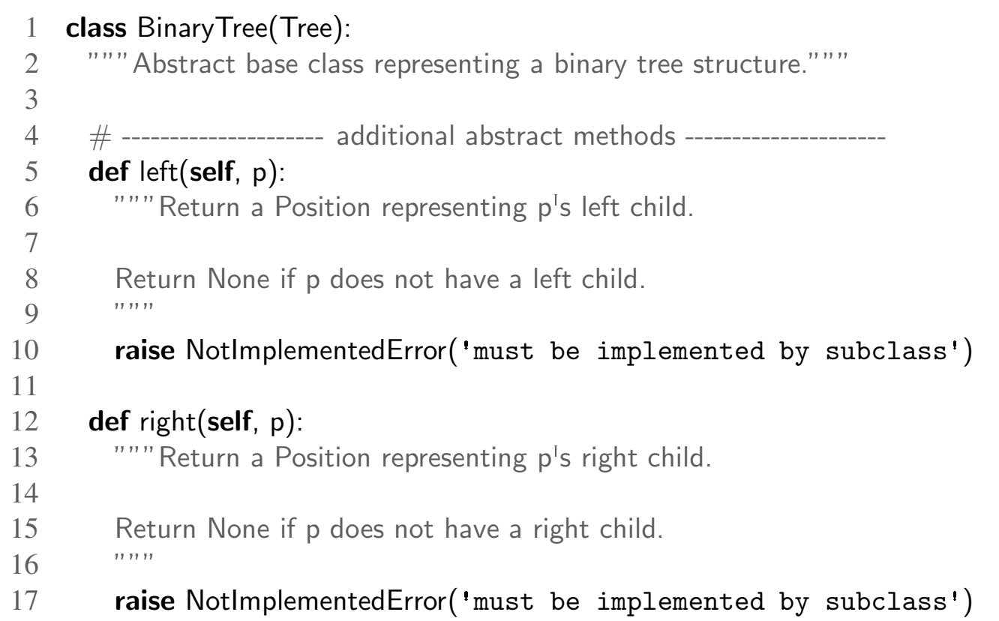 1 class BinaryTree(Tree):
2 """Abstract base class representing a binary tree structure."""
3
4 # --------------------- additional abstract methods ---------------------
5 def left(self, p):
6 """Return a Position representing p's left child.
7
8 Return None if p does not have a left child.
9 """
10 raise NotImplementedError('must be implemented by subclass')
11
12 def right(self, p):
13 """Return a Position representing p's right child.
14
15 Return None if p does not have a right child.
16 """
17 raise NotImplementedError('must be implemented by subclass')